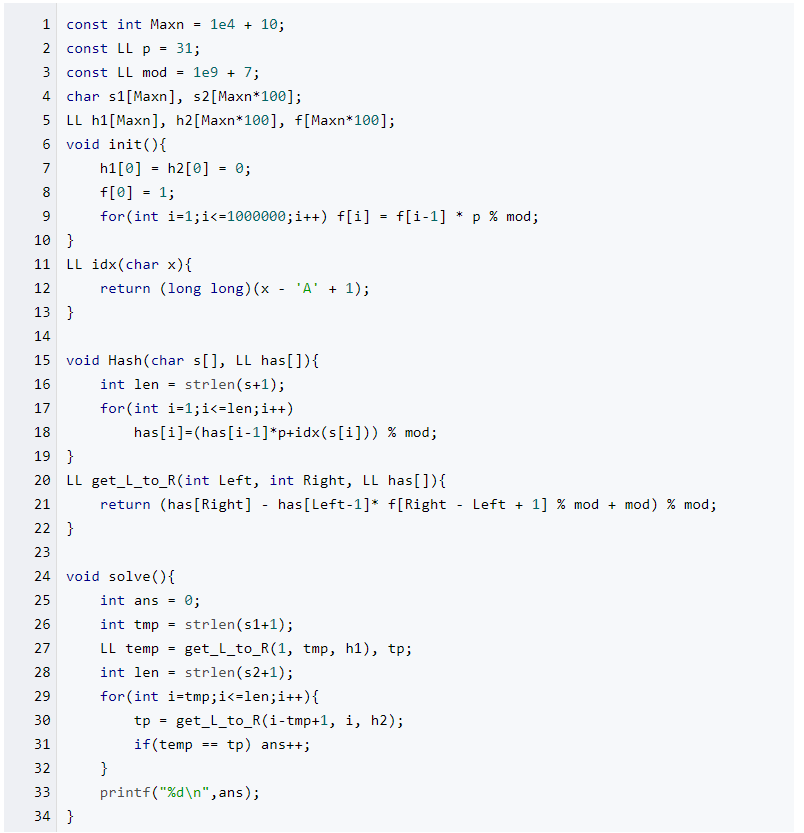 1 const int Maxn = 1e4 + 10;
2 const LL p = 31;
3 const LL mod = 1e9 + 7;
4 char s1[Maxn], s2[Maxn*100];
5 LL h1[Maxn], h2[Maxn*100], f[Maxn*100];
6 void init(){
7     h1[0] = h2[0] = 0;
8     f[0] = 1;
9     for(int i=1;i<=1000000;i++) f[i] = f[i-1] * p % mod;
10 }
11 LL idx(char x){
12     return (long long)(x - 'A' + 1);
13 }
14
15 void Hash(char s[], LL has[]){
16     int len = strlen(s+1);
17     for(int i=1;i<=len;i++)
18         has[i]=(has[i-1]*p+idx(s[i])) % mod;
19 }
20 LL get_L_to_R(int Left, int Right, LL has[]){
21     return (has[Right] - has[Left-1]* f[Right - Left + 1] % mod + mod) % mod;
22 }
23
24 void solve(){
25     int ans = 0;
26     int tmp = strlen(s1+1);
27     LL temp = get_L_to_R(1, tmp, h1), tp;
28     int len = strlen(s2+1);
29     for(int i=tmp;i<=len;i++){
30         tp = get_L_to_R(i-tmp+1, i, h2);
31         if(temp == tp) ans++;
32     }
33     printf("%d\n",ans);
34 }